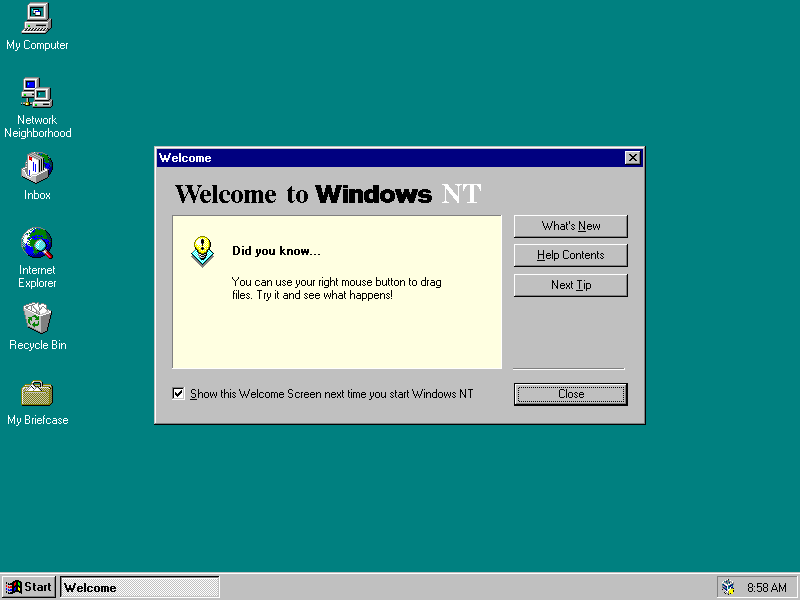 My Computer
Network
Neighborhood
Inbox
Internet
Explorer
Recycle Bin
My Briefcase
Welcome
Welcome to Windows NT
Did you know...
You can use your right mouse button to drag
files. Try it and see what happens!
What's New
Help Contents
Next Tip
Show this Welcome Screen next time you start Windows NT
Close
Start
Welcome
8:58 AM